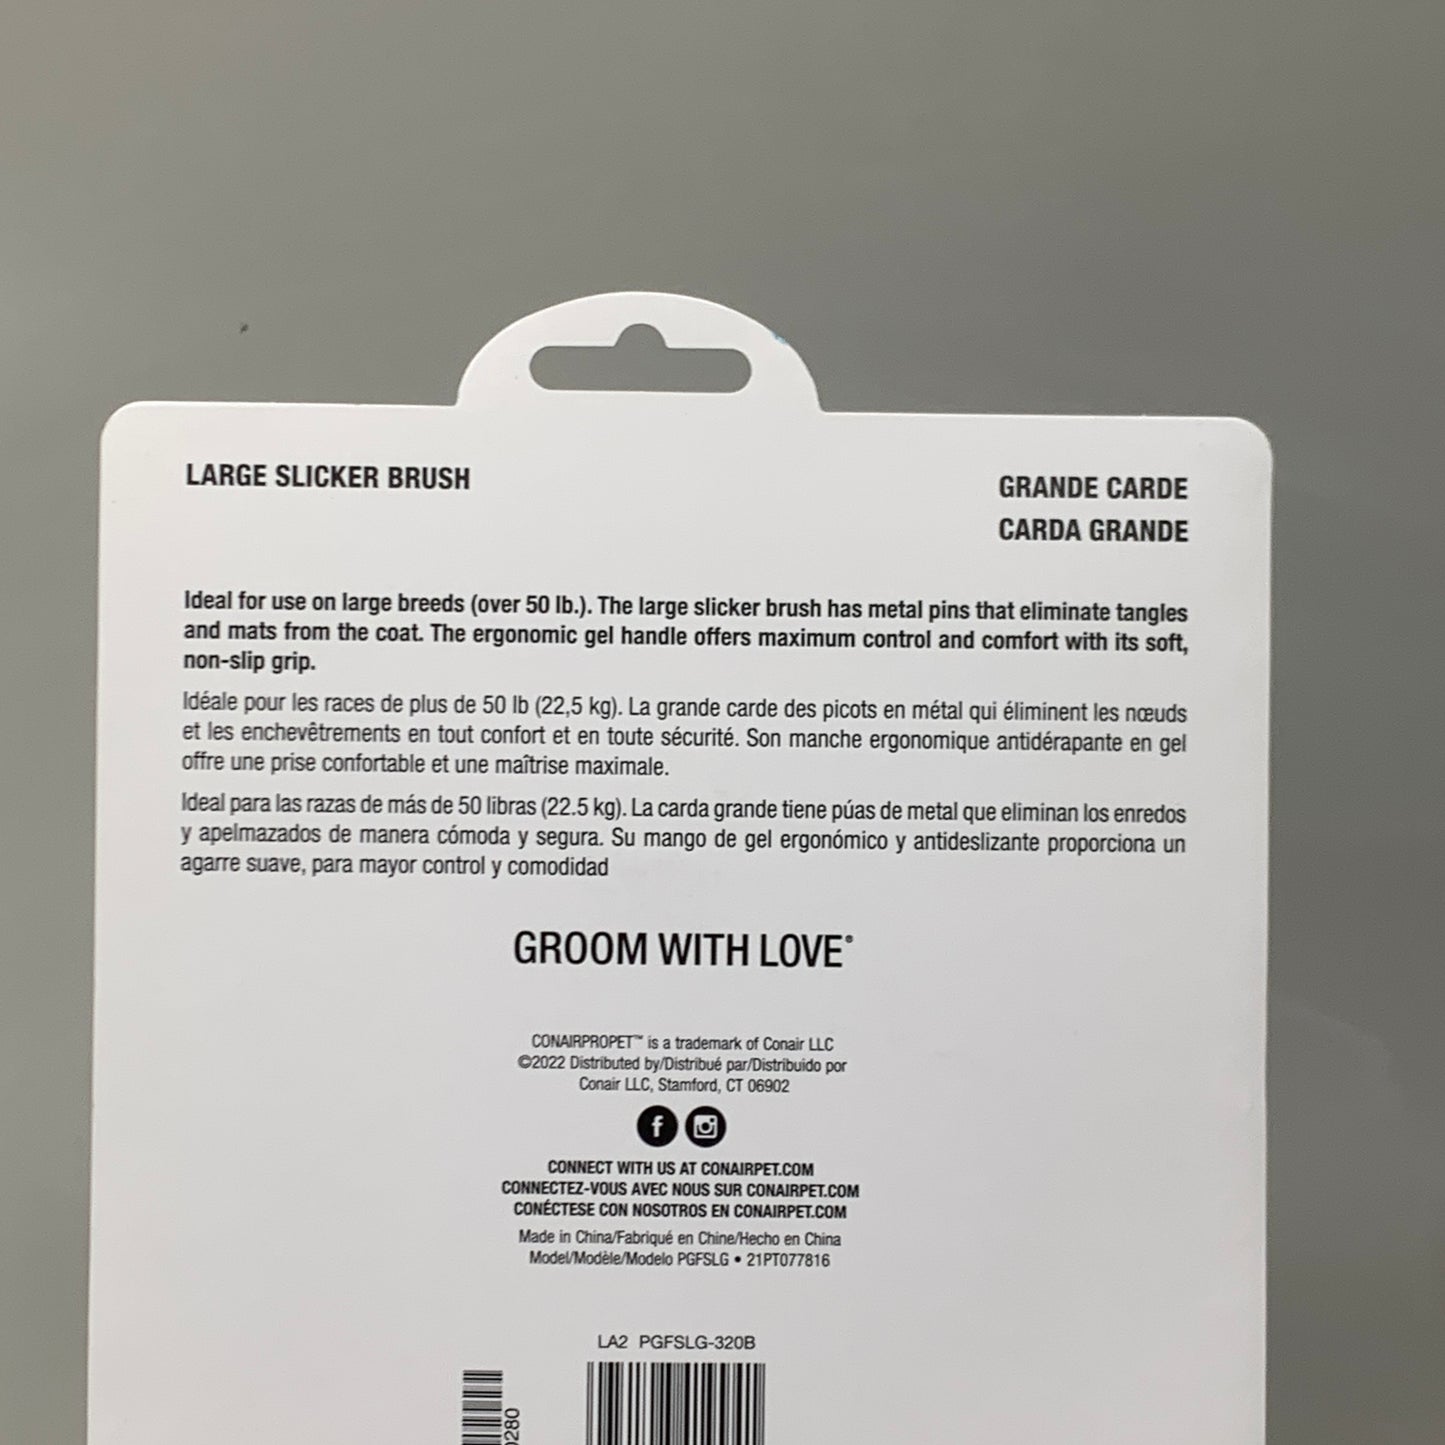 LARGE SLICKER BRUSH
GRANDE CARDE
CARDA GRANDE
Ideal for use on large breeds (over 50 lb.). The large slicker brush has metal pins that eliminate tangles
and mats from the coat. The ergonomic gel handle offers maximum control and comfort with its soft,
non-slip grip.
Idéale pour les races de plus de 50 lb (22,5 kg). La grande carde des picots en métal qui éliminent les nœuds
et les enchevêtrements en tout confort et en toute sécurité. Son manche ergonomique antidérapante en gel
offre une prise confortable et une maîtrise maximale.
Ideal para las razas de más de 50 libras (22.5 kg). La carda grande tiene púas de metal que eliminan los enredos
y apelmazados de manera cómoda y segura. Su mango de gel ergonómico y antideslizante proporciona un
agarre suave, para mayor control y comodidad
GROOM WITH LOVE®
CONAIRPROPET™ is a trademark of Conair LLC
©2022 Distributed by/Distribué par/Distribuido por
Conair LLC, Stamford, CT 06902
CONNECT WITH US AT CONAIRPET.COM
CONNECTEZ-VOUS AVEC NOUS SUR CONAIRPET.COM
CONÉCTESE CON NOSOTROS EN CONAIRPET.COM
Made in China/Fabriqué en Chine/Hecho en China
Model/Modèle/Modelo PGFSLG • 21PT077816
LA2 PGFSLG-320B
0280